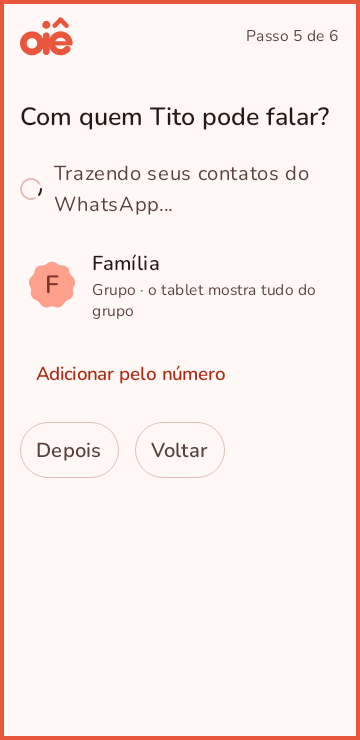 oiê
Passo 5 de 6
Com quem Tito pode falar?
Trazendo seus contatos do
WhatsApp...
F
Família
Grupo · o tablet mostra tudo do
grupo
Adicionar pelo número
Depois
Voltar